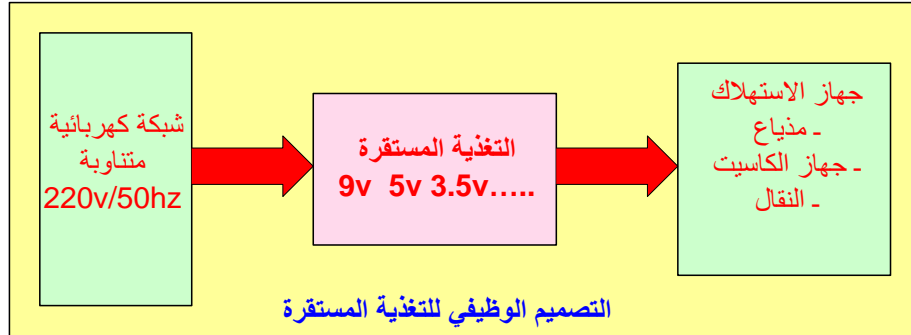 شبكة كهربائية
متناوبة
220v/50hz
التغذية المستقرة
9v 5v 3.5v.....
جهاز الاستهلاك
ـ مذياع
ـ جهاز الكاسيت
ـ النقال
التصميم الوظيفي للتغذية المستقرة